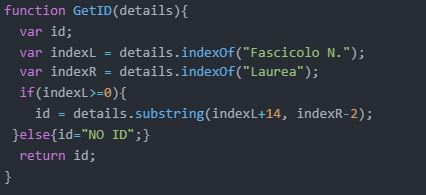 function GetID(details){
  var id;
  var indexL = details.indexOf("Fascicolo N.");
  var indexR = details.indexOf("Laurea");
  if(indexL>=0){
    id = details.substring(indexL+14, indexR-2);
 }else{id="NO ID";}
  return id;
}